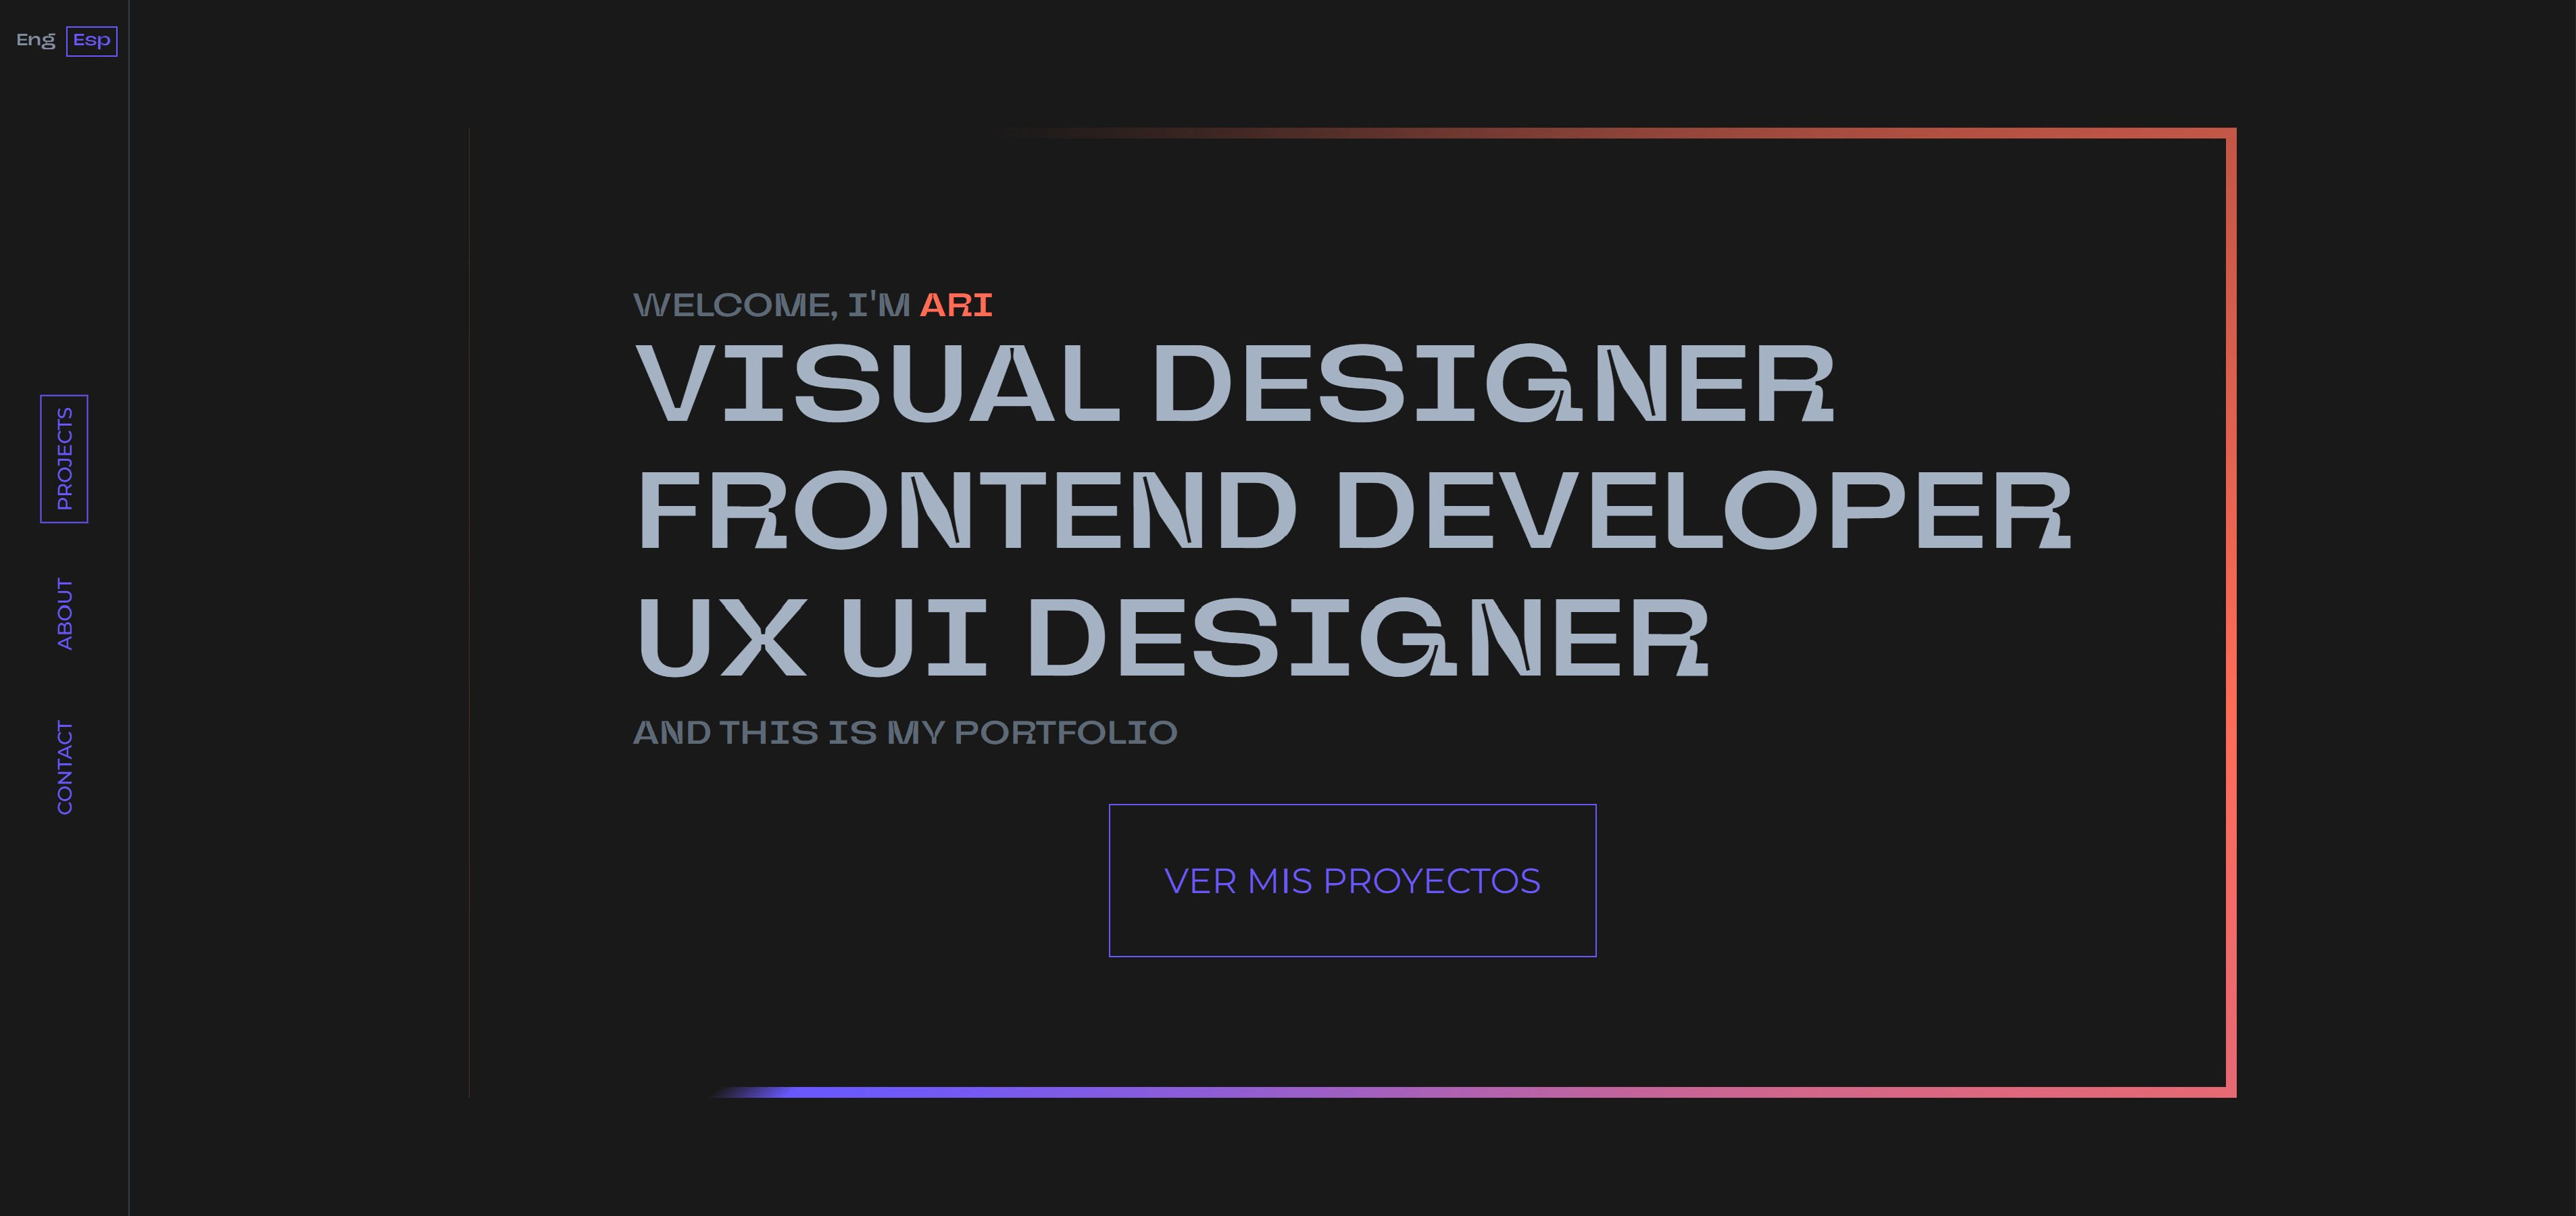 Eng Esp
PROJECTS
ABOUT
CONTACT
WELCOME, I'M ARI
VISUAL DESIGNER
FRONTEND DEVELOPER
UX UI DESIGNER
AND THIS IS MY PORTFOLIO
VER MIS PROYECTOS